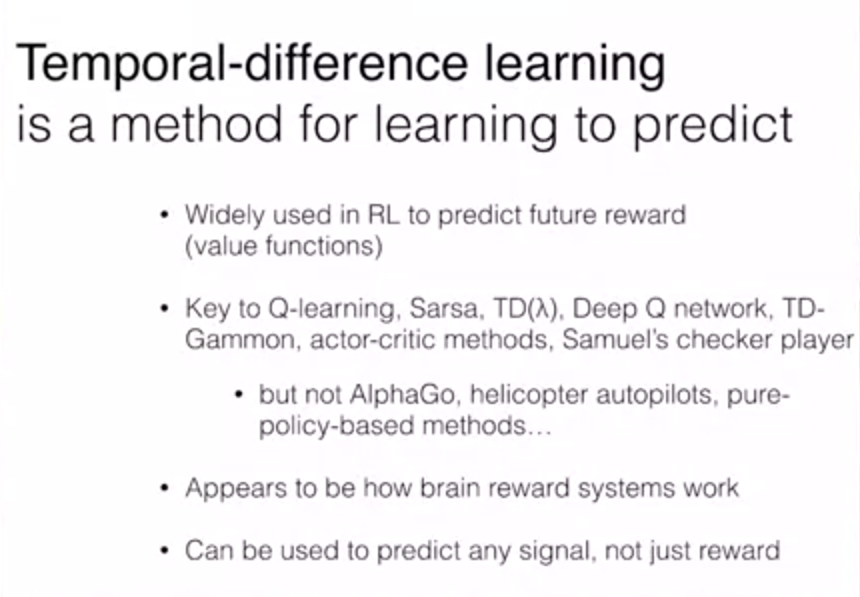 Temporal-difference learning
is a method for learning to predict
• Widely used in RL to predict future reward
(value functions)
• Key to Q-learning, Sarsa, TD(λ), Deep Q network, TD-
Gammon, actor-critic methods, Samuel's checker player
• but not AlphaGo, helicopter autopilots, pure-
policy-based methods...
• Appears to be how brain reward systems work
• Can be used to predict any signal, not just reward